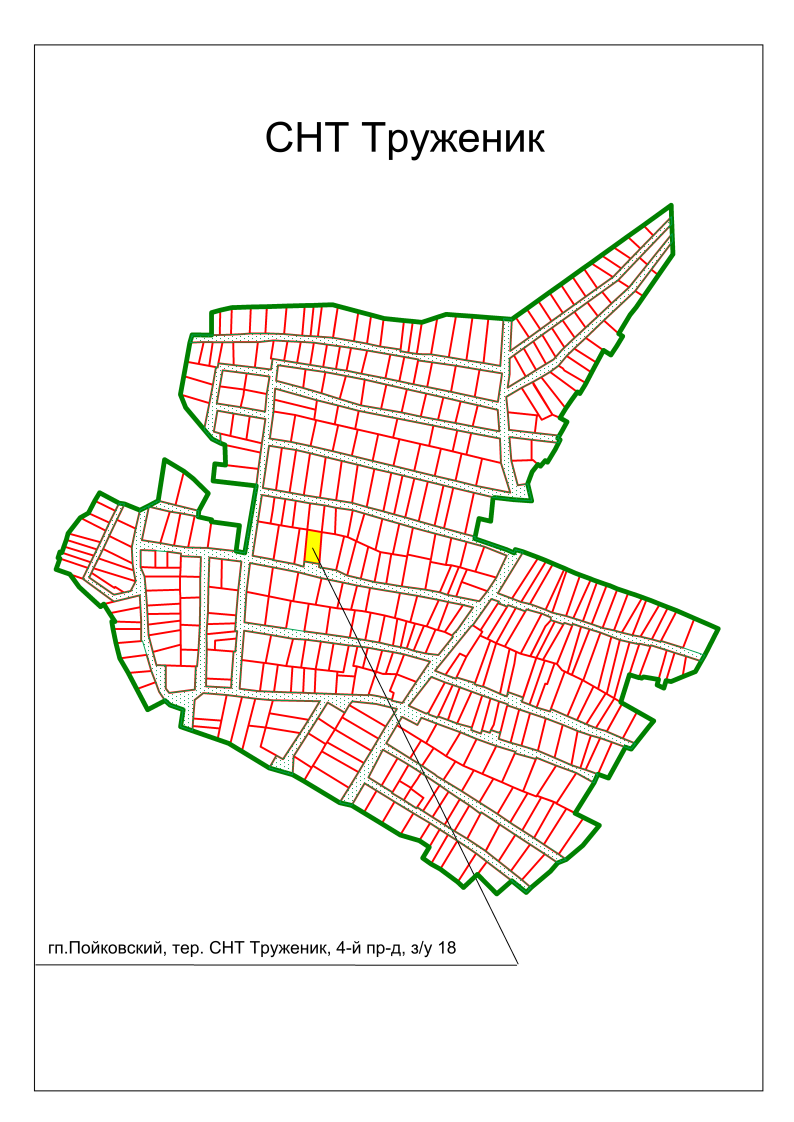 СНТ Труженик
гп.Пойковский, тер. СНТ Труженик, 4-й пр-д, з/у 18